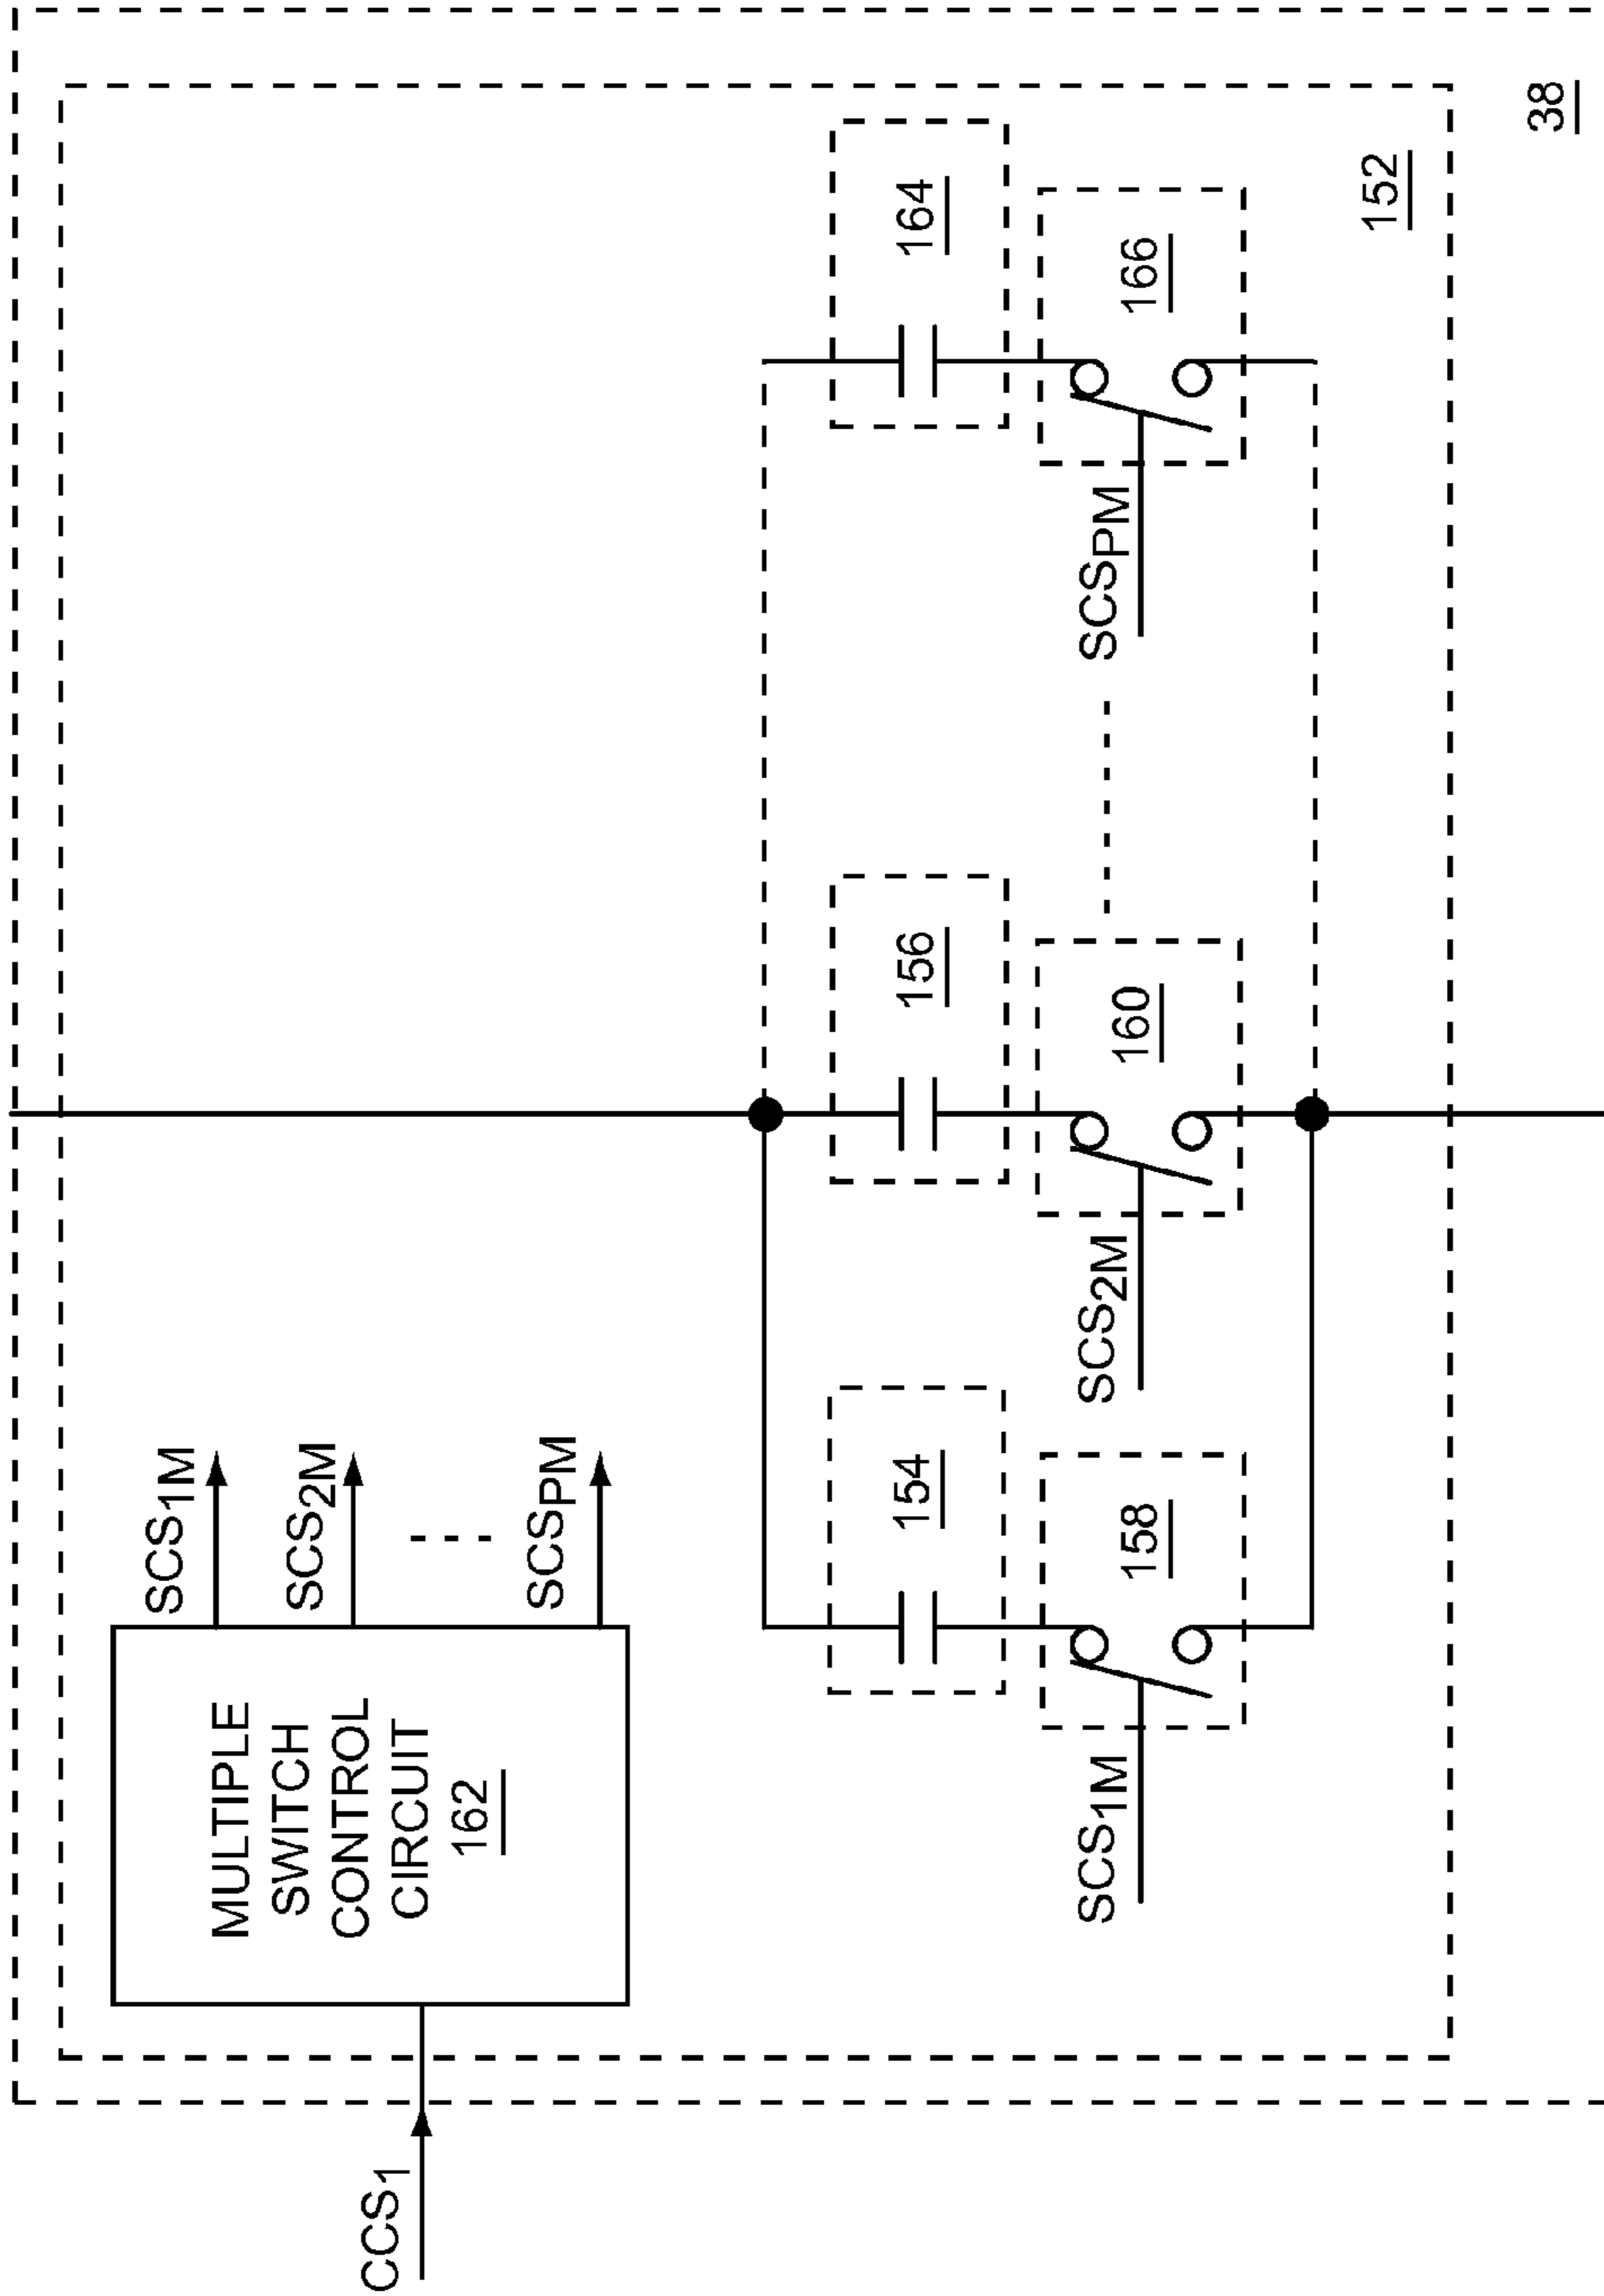 CCS1
MULTIPLE
SWITCH
CONTROL
CIRCUIT
162
SCS1M
SCS2M
SCSPM
154
156
164
SCS1M
158
SCS2M
160
SCSPM
166
152
38